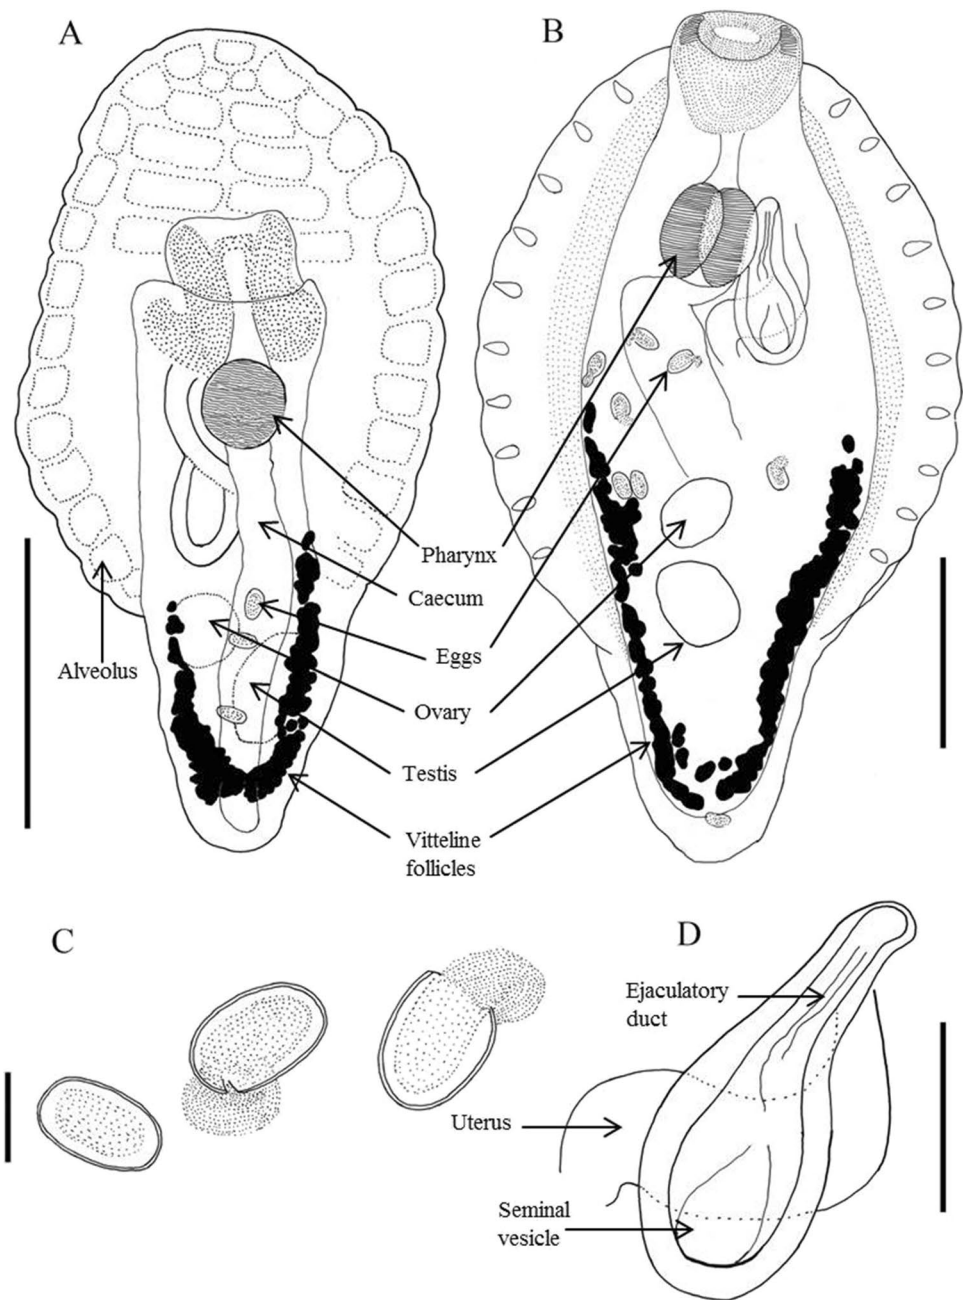 A
B
Pharynx
Caecum
Eggs
Alveolus
Ovary
Testis
Vitteline
follicles
C
D
Ejaculatory
duct
Uterus
Seminal
vesicle